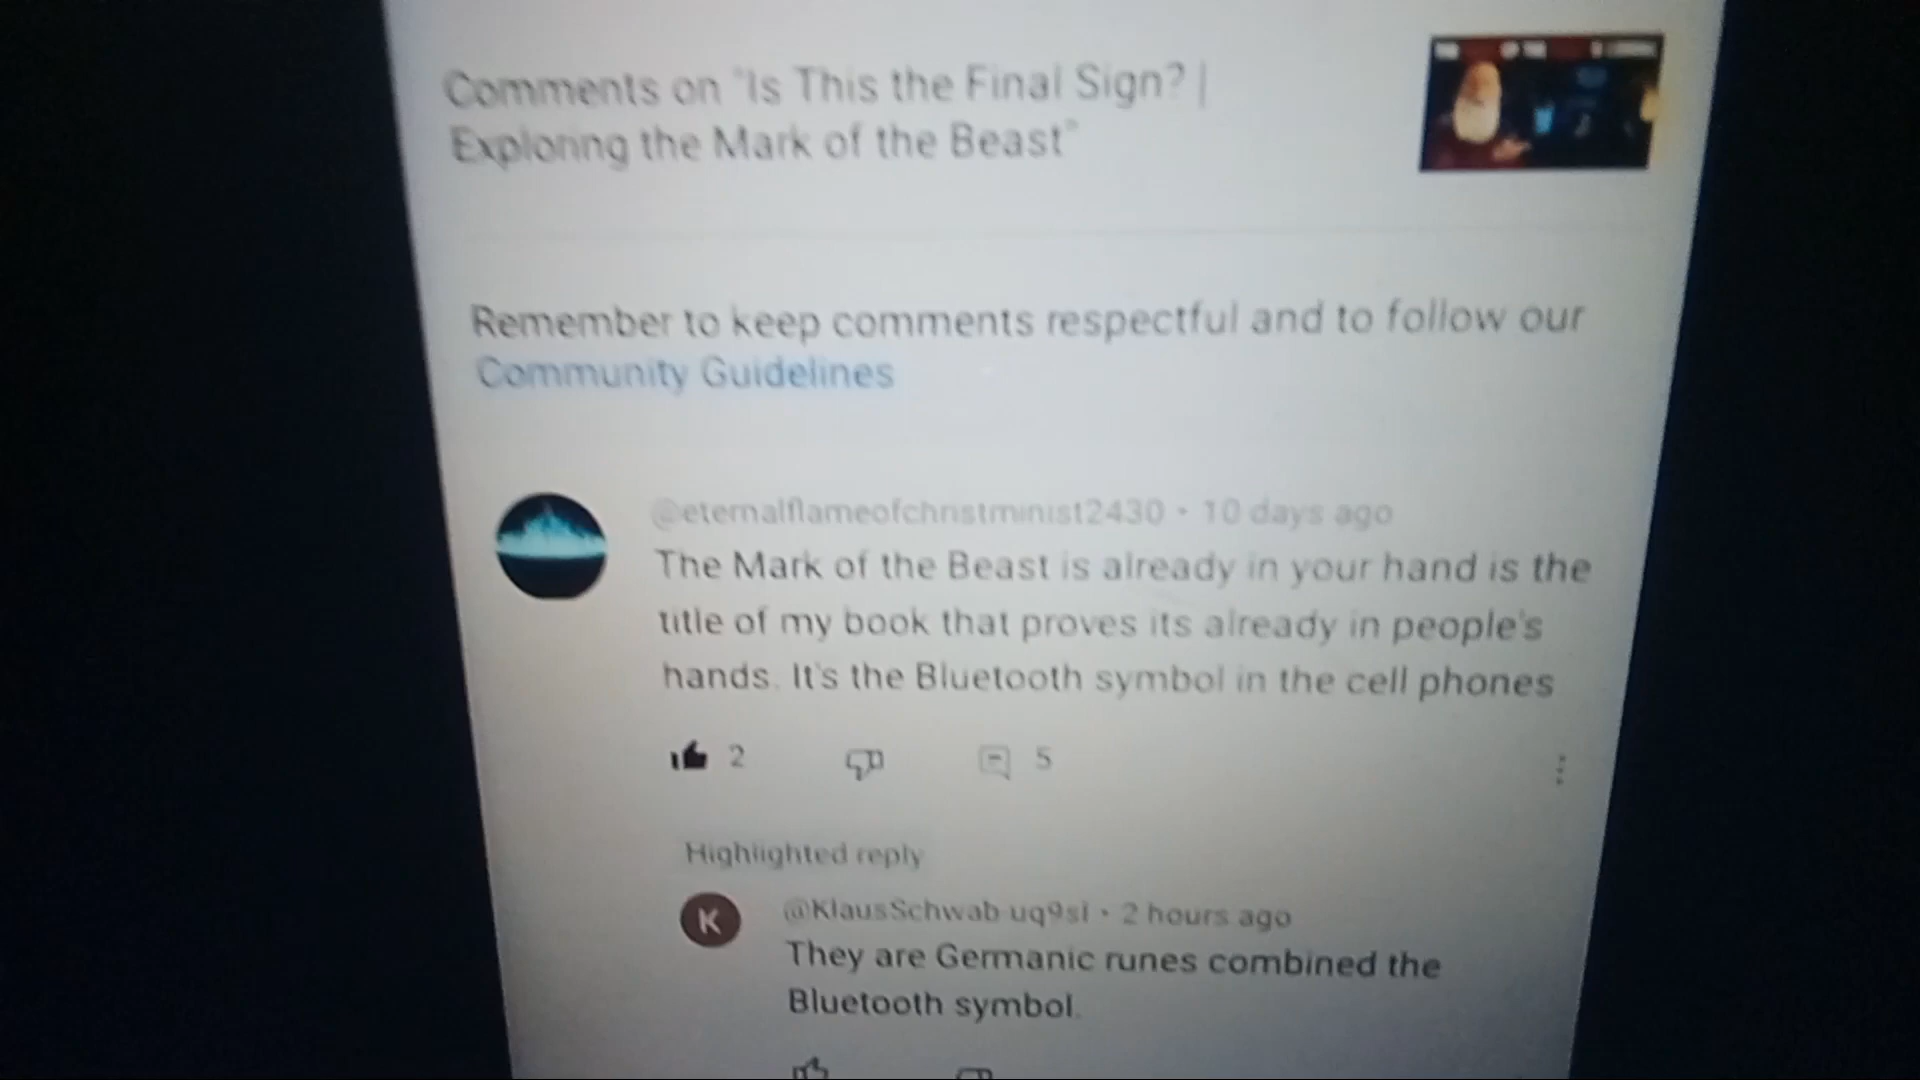 Comments on "Is This the Final Sign? |
Exploring the Mark of the Beast"
Remember to keep comments respectful and to follow our
Community Guidelines
@eternalflameofchristminist2430 · 10 days ago
The Mark of the Beast is already in your hand is the
title of my book that proves its already in people's
hands. It's the Bluetooth symbol in the cell phones
2
5
Highlighted reply
K
@KlausSchwab-uq9si · 2 hours ago
They are Germanic runes combined the
Bluetooth symbol.